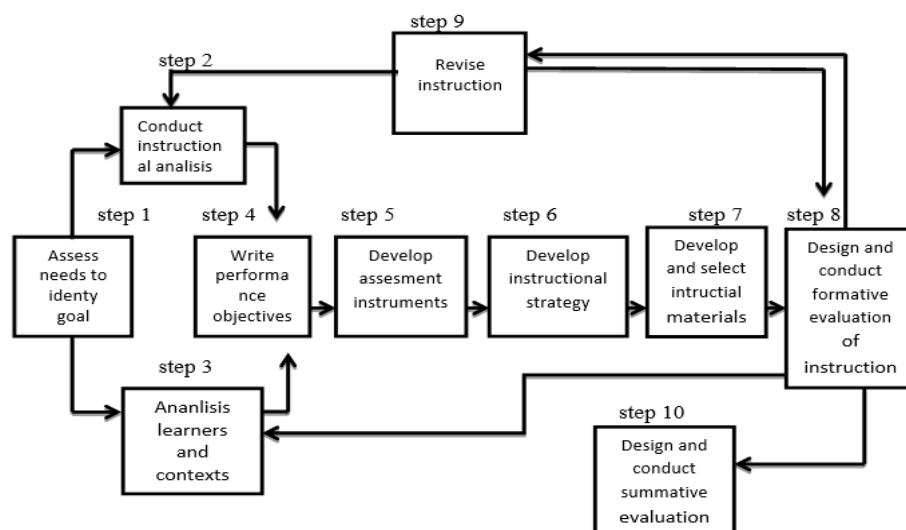 step 9
Revise
instruction
step 2
Conduct
instruction
al analisis
step 1
Assess
needs to
identy
goal
step 3
Ananlisis
learners
and
contexts
step 4
Write
performa
nce
objectives
step 5
Develop
assesment
instruments
step 6
Develop
instructional
strategy
step 7
Develop
and select
intructial
materials
step 8
Design and
conduct
formative
evaluation
of
instruction
step 10
Design and
conduct
summative
evaluation